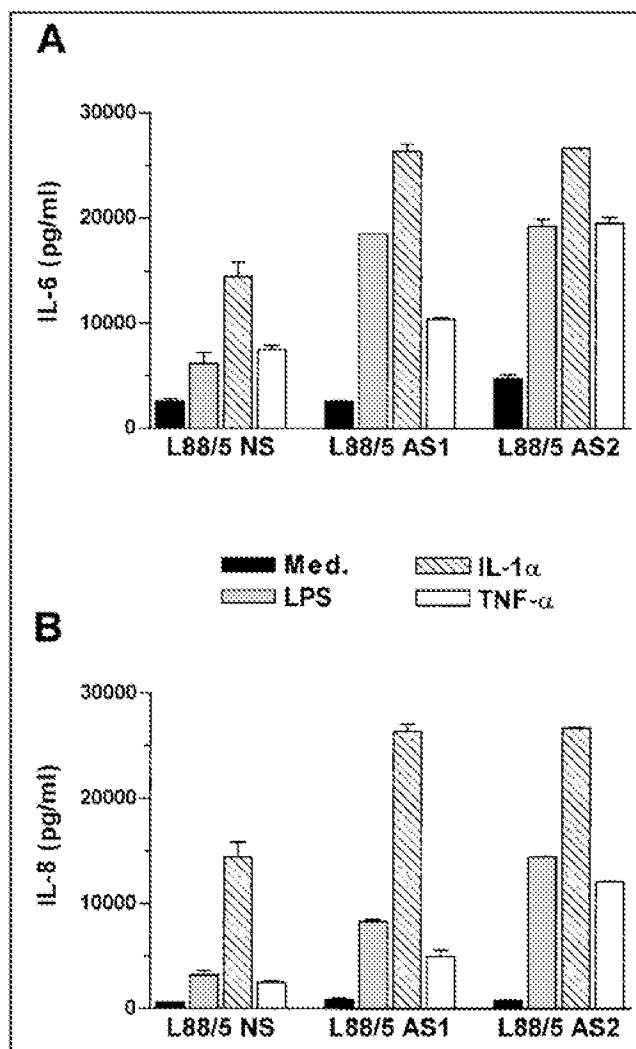 A
30000
20000
10000
0
IL-6 (pg/ml)
L88/5 NS L88/5 AS1 L88/5 AS2
Med. IL-1α
LPS TNF-α
B
30000
20000
10000
0
IL-8 (pg/ml)
L88/5 NS L88/5 AS1 L88/5 AS2